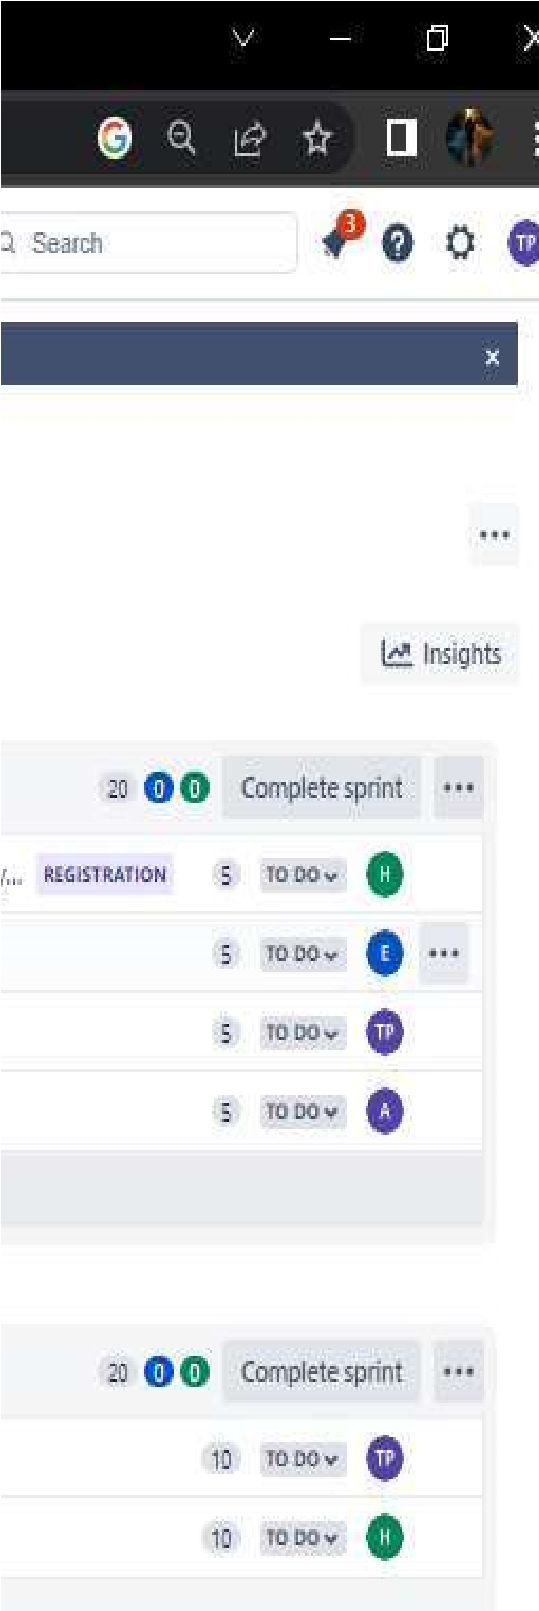 Search 3 ? TP
Insights
20 0 0 Complete sprint
REGISTRATION 5 TO DO H
5 TO DO E
5 TO DO TP
5 TO DO A
20 0 0 Complete sprint
10 TO DO TP
10 TO DO H